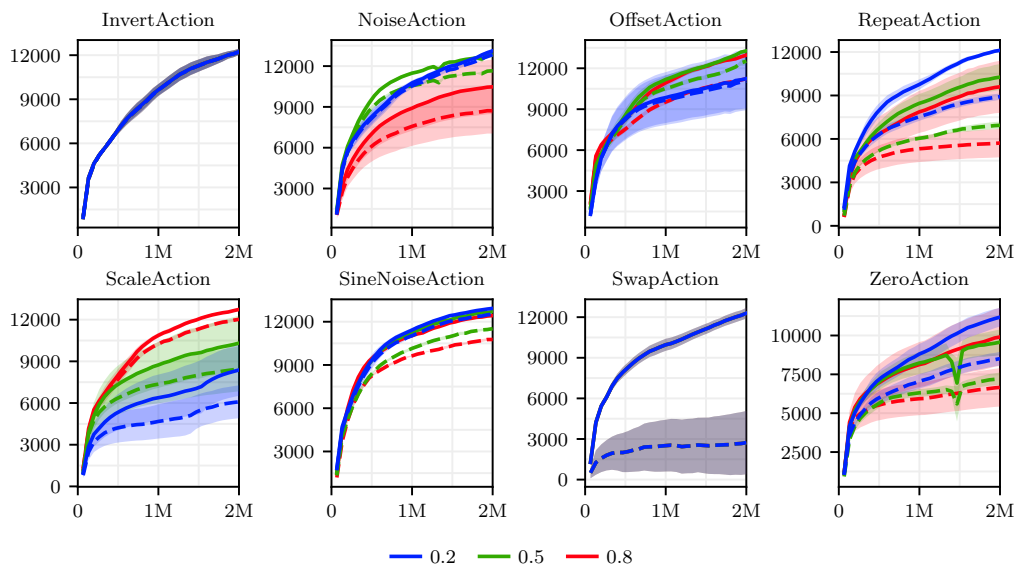 InvertAction NoiseAction OffsetAction RepeatAction
12000 12000 12000 12000
9000 9000 9000 9000
6000 6000 6000 6000
3000 3000 3000 3000
0
0 1M 2M 0 1M 2M 0 1M 2M 0 1M 2M
ScaleAction SineNoiseAction SwapAction ZeroAction
12000 12000 12000 10000
9000 9000 9000 7500
6000 6000 6000 5000
3000 3000 3000 2500
0 0
0 1M 2M 0 1M 2M 0 1M 2M 0 1M 2M
0.2 0.5 0.8